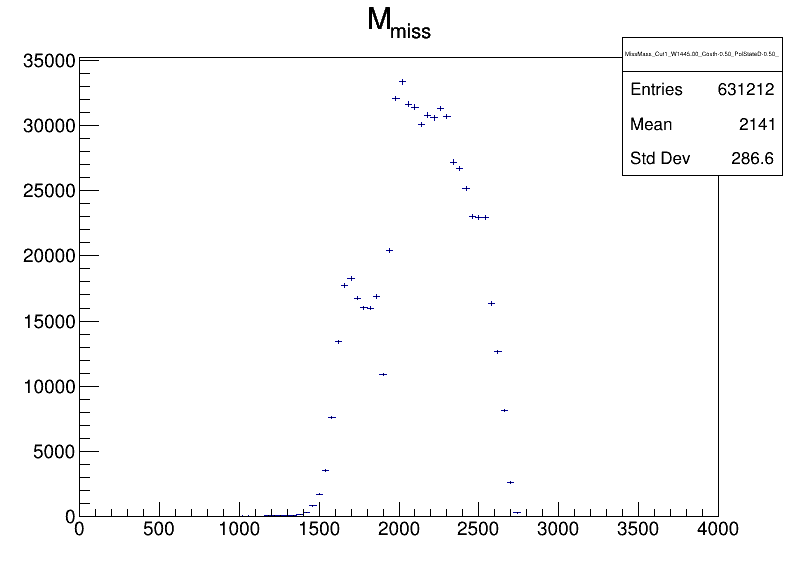 M_miss
MissMass_Cut1_W1445.00_Costh-0.50_PolStateD-0.50_
Entries 631212
Mean 2141
Std Dev 286.6
35000
30000
25000
20000
15000
10000
5000
0
0 500 1000 1500 2000 2500 3000 3500 4000